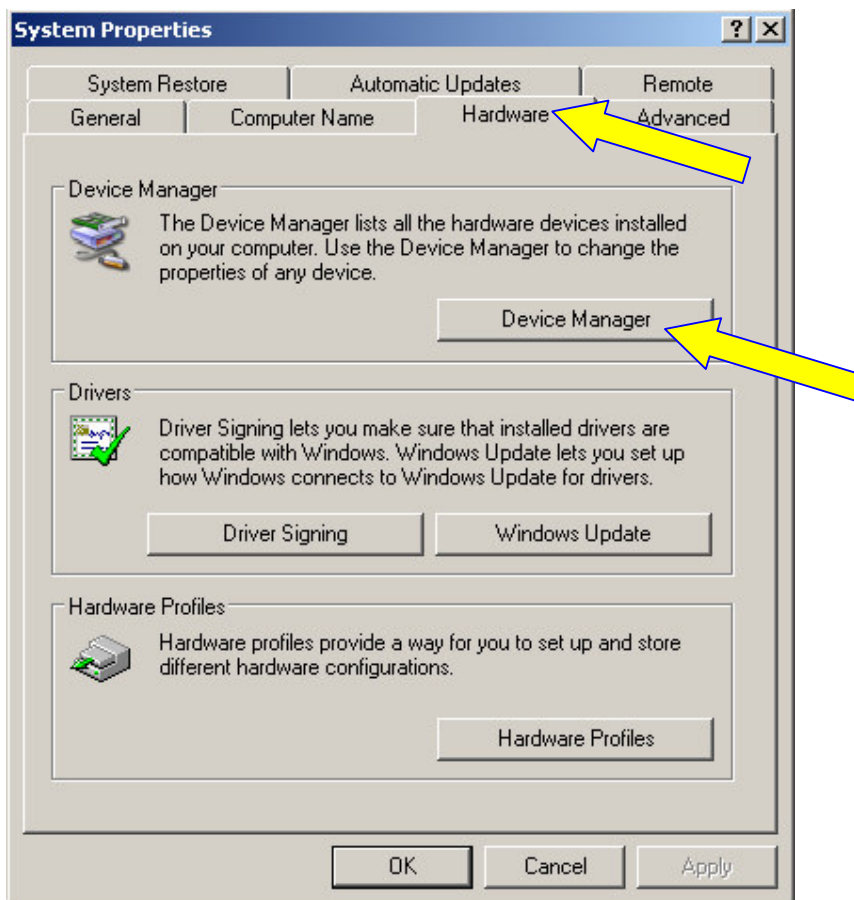 System Properties
System Restore
Automatic Updates
Remote
General
Computer Name
Hardware
Advanced
Device Manager
The Device Manager lists all the hardware devices installed
on your computer. Use the Device Manager to change the
properties of any device.
Device Manager
Drivers
Driver Signing lets you make sure that installed drivers are
compatible with Windows. Windows Update lets you set up
how Windows connects to Windows Update for drivers.
Driver Signing
Windows Update
Hardware Profiles
Hardware profiles provide a way for you to set up and store
different hardware configurations.
Hardware Profiles
OK
Cancel
Apply